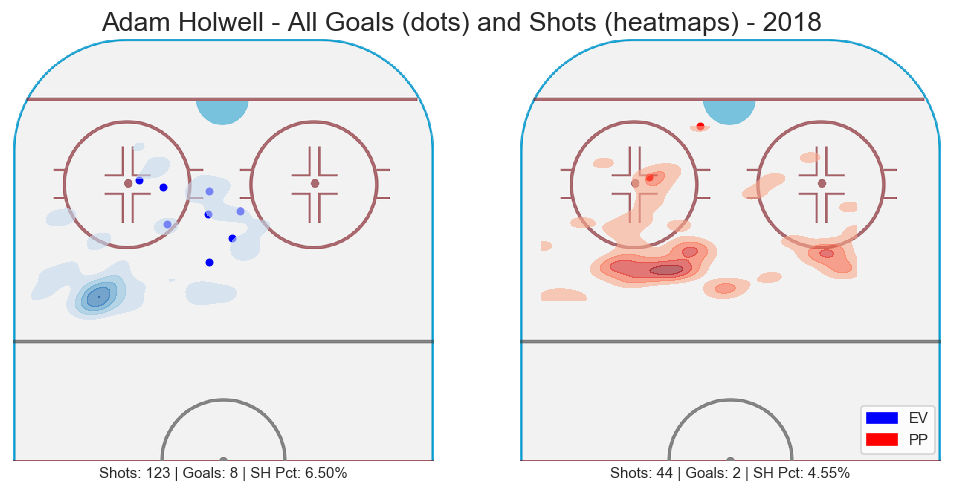 Adam Holwell - All Goals (dots) and Shots (heatmaps) - 2018
EV
PP
Shots: 123 | Goals: 8 | SH Pct: 6.50%
Shots: 44 | Goals: 2 | SH Pct: 4.55%